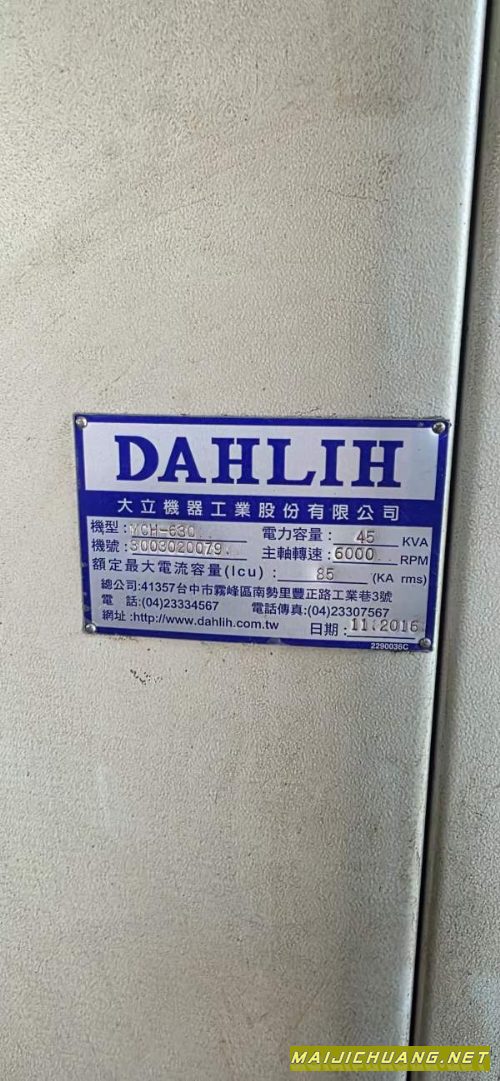 DAHLIH
大立機器工業股份有限公司
機型:MCH-630 電力容量: 45 KVA
機號:3003020079 主軸轉速:6000 RPM
額定最大電流容量(Icu) : 85 (KA rms)
總公司:41357台中市霧峰區南勢里豐正路工業巷3號
電 話:(04)23334567 電話傳真:(04)23307567
網址:http://www.dahlih.com.tw 日期:11.2016
2290036C
MAIJICHUANG.NET